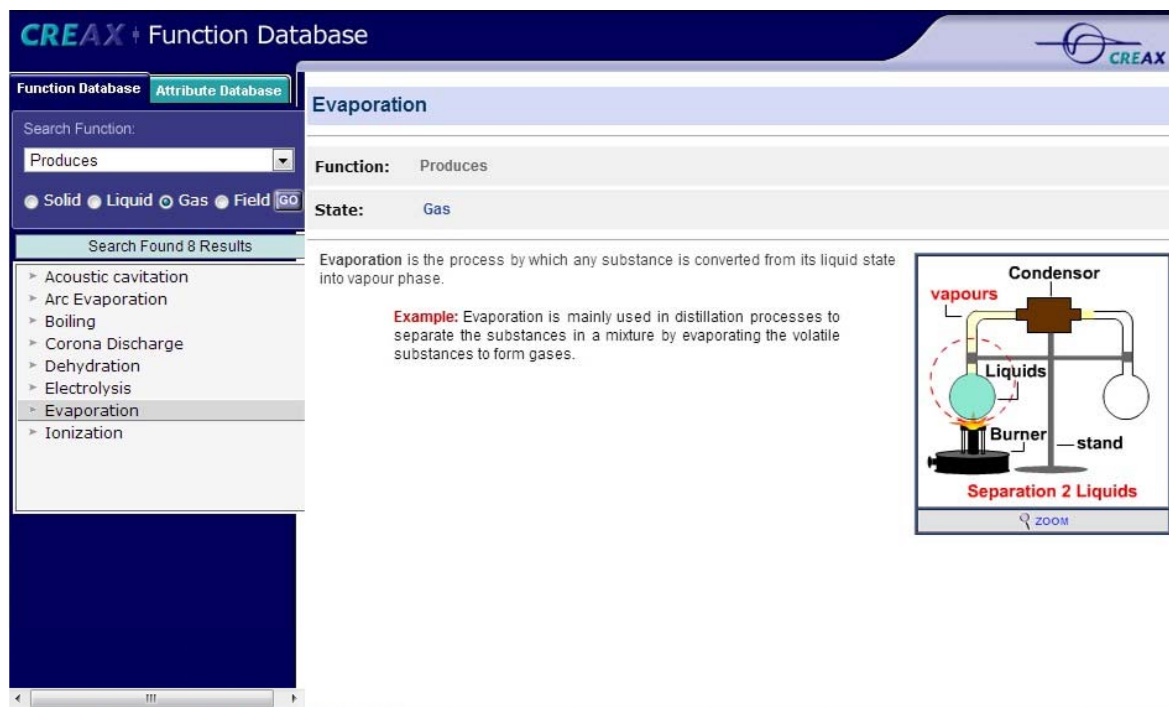 CREAX Function Database
CREAX
Function Database Attribute Database
Search Function:
Produces
Solid Liquid Gas Field GO
Search Found 8 Results
Acoustic cavitation
Arc Evaporation
Boiling
Corona Discharge
Dehydration
Electrolysis
Evaporation
Ionization
Evaporation
Function: Produces
State: Gas
Evaporation is the process by which any substance is converted from its liquid state
into vapour phase.
Example: Evaporation is mainly used in distillation processes to
separate the substances in a mixture by evaporating the volatile
substances to form gases.
Condensor
vapours
Liquids
Burner
stand
Separation 2 Liquids
ZOOM